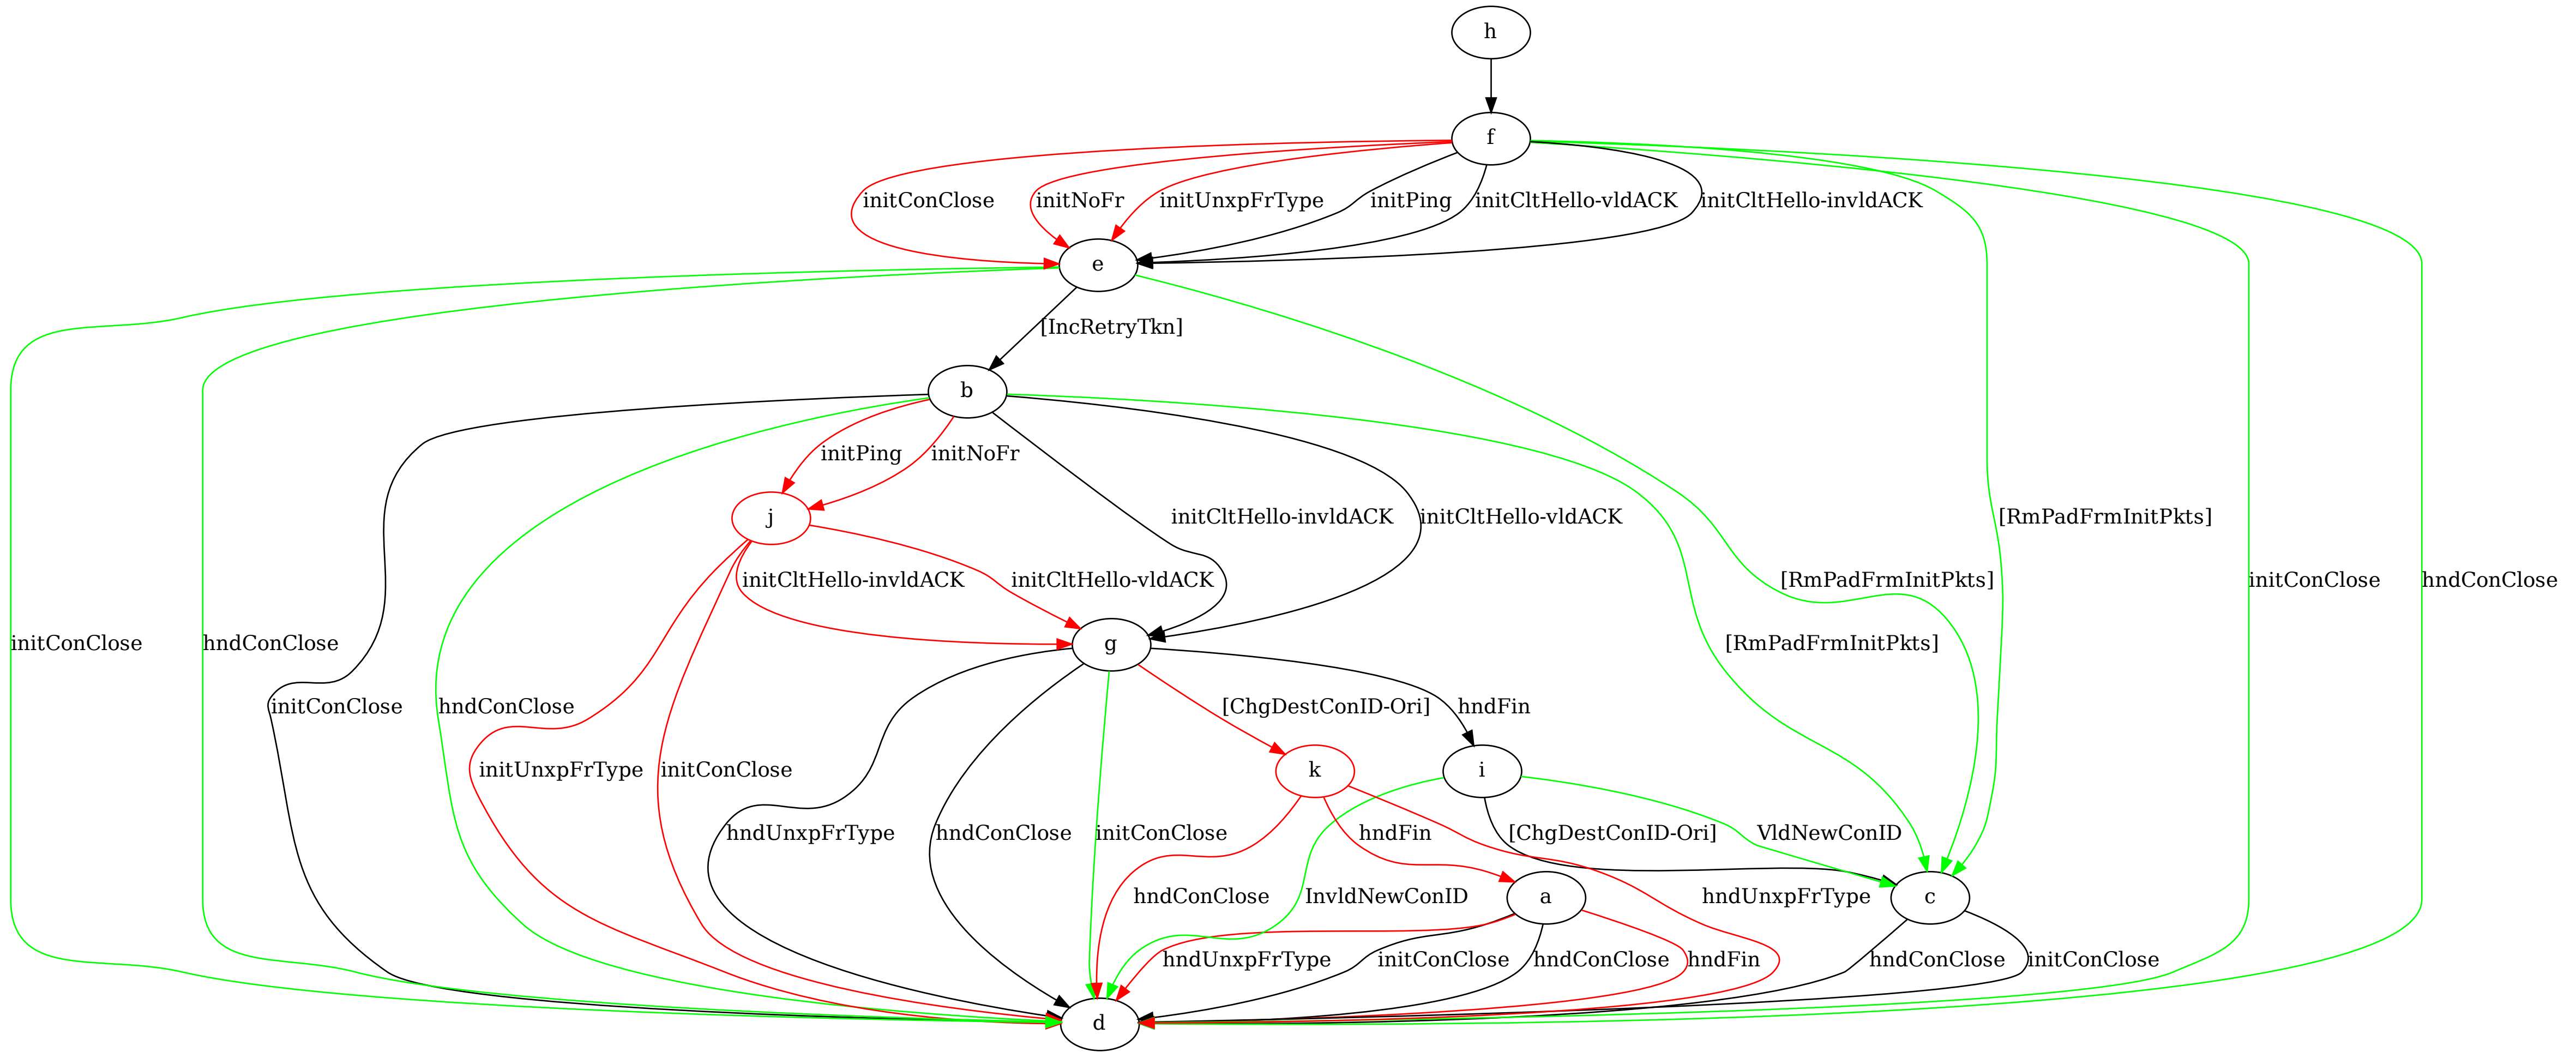 h
f
initConClose
initNoFr
initUnxpFrType
initPing
initCltHello-vldACK
initCltHello-invldACK
e
[IncRetryTkn]
b
initPing
initNoFr
j
initCltHello-invldACK
initCltHello-vldACK
[RmPadFrmInitPkts]
initCltHello-invldACK
initCltHello-vldACK
[RmPadFrmInitPkts]
initConClose
hndConClose
initConClose
hndConClose
g
[RmPadFrmInitPkts]
initConClose
hndConClose
initConClose
hndConClose
initUnxpFrType
initConClose
[ChgDestConID-Ori]
hndFin
k
i
hndUnxpFrType
hndConClose
initConClose
hndFin
[ChgDestConID-Ori]
VldNewConID
hndConClose
InvldNewConID
a
hndUnxpFrType
c
hndUnxpFrType
initConClose
hndConClose
hndFin
hndConClose
initConClose
d